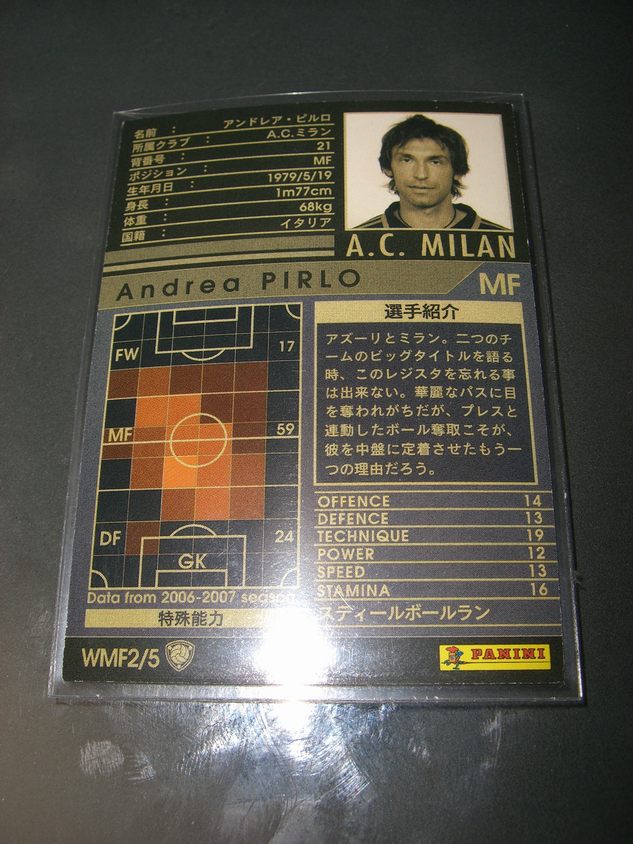 名前 : アンドレア・ピルロ
所属クラブ : A.C.ミラン
背番号 : 21
ポジション : MF
生年月日 : 1979/5/19
身長 : 1m77cm
体重 : 68kg
国籍 : イタリア
A.C. MILAN
Andrea PIRLO
MF
FW 17
MF 59
DF 24
GK
Data from 2006-2007 season
特殊能力
選手紹介
アズーリとミラン。二つのチ
ームのビッグタイトルを語る
時、このレジスタを忘れる事
は出来ない。華麗なパスに目
を奪われがちだが、プレスと
連動したボール奪取こそが、
彼を中盤に定着させたもう一
つの理由だろう。
OFFENCE 14
DEFENCE 13
TECHNIQUE 19
POWER 12
SPEED 13
STAMINA 16
スティールボールラン
WMF2/5
PANINI